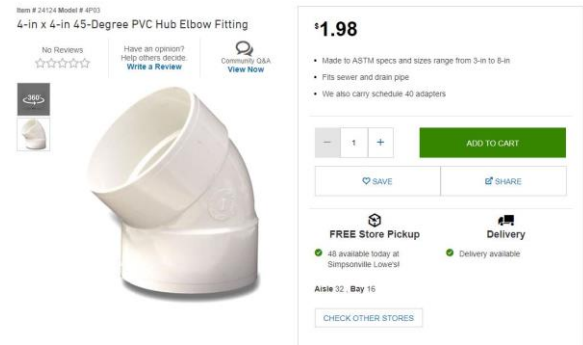 Item # 24124 Model # 4P03
4-in x 4-in 45-Degree PVC Hub Elbow Fitting
No Reviews
Have an opinion?
Help others decide.
Write a Review
Community Q&A
View Now
360°
$1.98
Made to ASTM specs and sizes range from 3-in to 8-in
Fits sewer and drain pipe
We also carry schedule 40 adapters
− 1 +
ADD TO CART
SAVE
SHARE
FREE Store Pickup
48 available today at
Simpsonville Lowe's!
Aisle 32 , Bay 16
CHECK OTHER STORES
Delivery
Delivery available